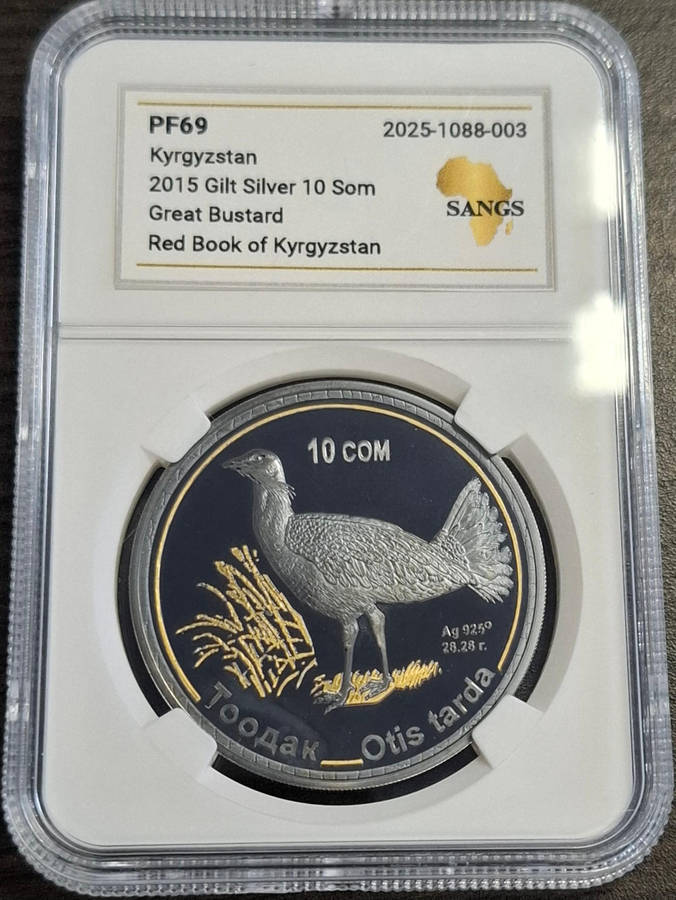 PF69
2025-1088-003
Kyrgyzstan
2015 Gilt Silver 10 Som
Great Bustard
Red Book of Kyrgyzstan
SANGS
10 СОМ
Ag 925°
28.28 г.
Тоодак
Otis tarda